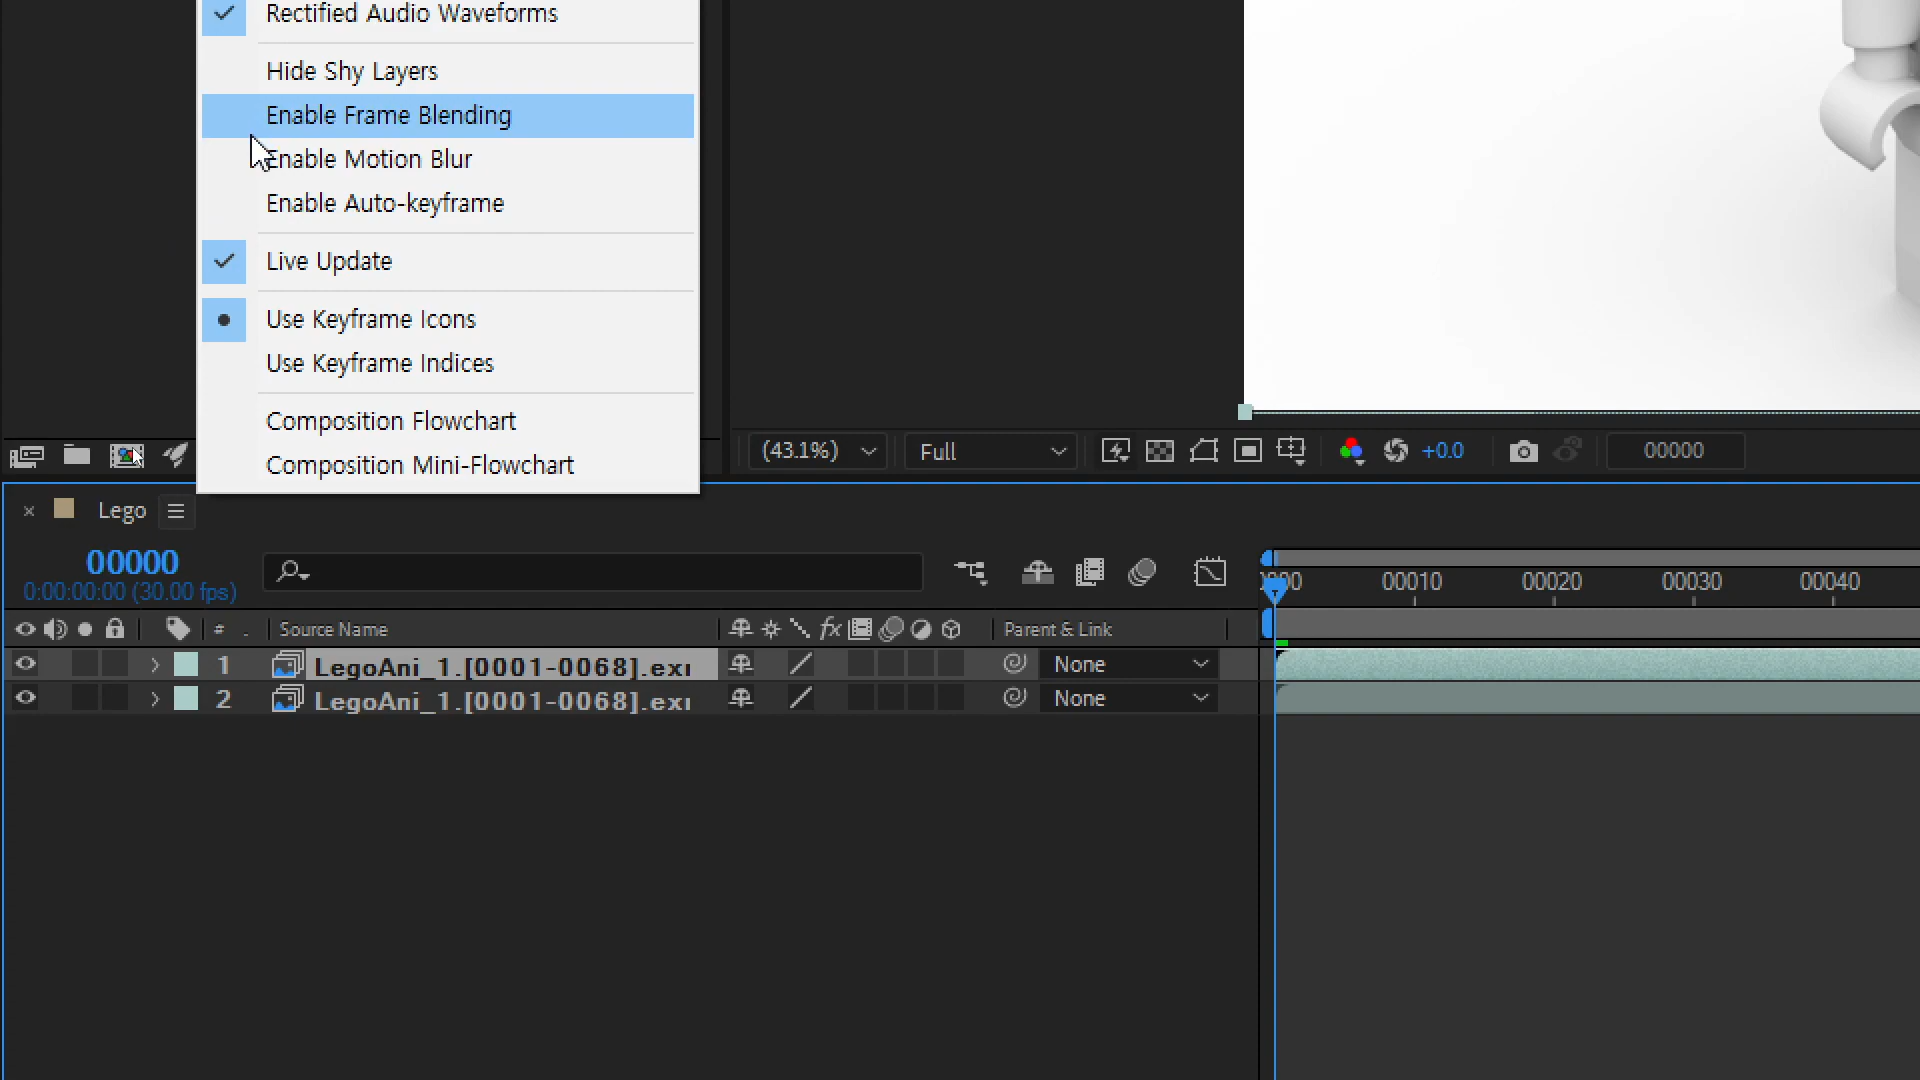 Rectified Audio Waveforms
Hide Shy Layers
Enable Frame Blending
Enable Motion Blur
Enable Auto-keyframe
Live Update
Use Keyframe Icons
Use Keyframe Indices
Composition Flowchart
Composition Mini-Flowchart
(43.1%) Full +0.0 00000
Lego
00000
0:00:00:00 (30.00 fps)
00010 00020 00030 00040
# . Source Name fx Parent & Link
1 LegoAni_1.[0001-0068].exr None
2 LegoAni_1.[0001-0068].exr None